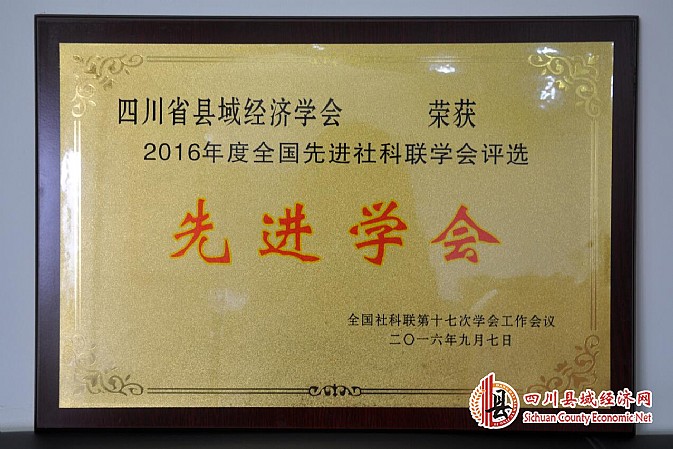 四川省县域经济学会 荣获
2016年度全国先进社科联学会评选
先进学会
全国社科联第十七次学会工作会议
二〇一六年九月七日
县
四川县域经济网
Sichuan County Economic Net